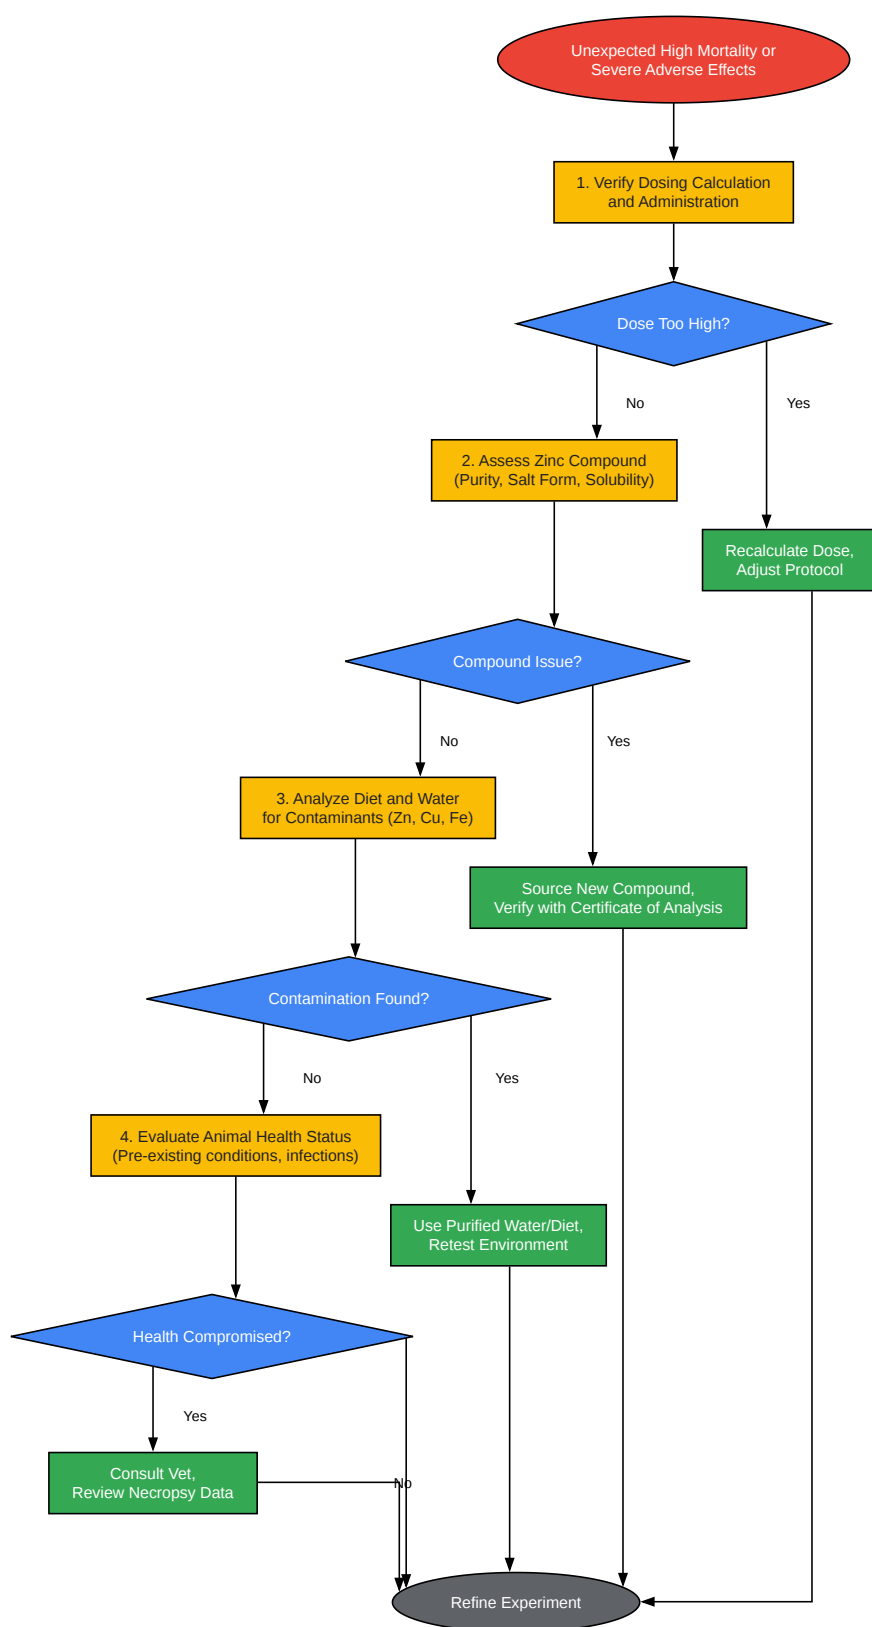 Unexpected High Mortality or
Severe Adverse Effects
1. Verify Dosing Calculation
and Administration
Dose Too High?
No
Yes
2. Assess Zinc Compound
(Purity, Salt Form, Solubility)
Recalculate Dose,
Adjust Protocol
Compound Issue?
No
Yes
3. Analyze Diet and Water
for Contaminants (Zn, Cu, Fe)
Source New Compound,
Verify with Certificate of Analysis
Contamination Found?
No
Yes
4. Evaluate Animal Health Status
(Pre-existing conditions, infections)
Use Purified Water/Diet,
Retest Environment
Health Compromised?
Yes
Consult Vet,
Review Necropsy Data
No
Refine Experiment